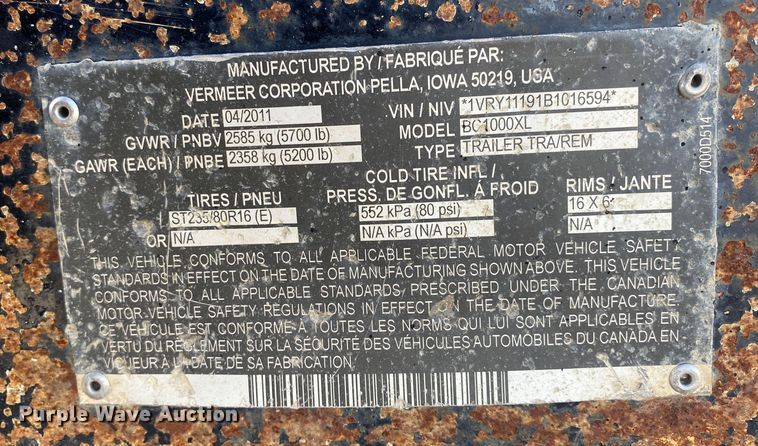 MANUFACTURED BY / FABRIQUÉ PAR:
VERMEER CORPORATION PELLA, IOWA 50219, USA
DATE 04/2011 VIN / NIV *1VRY11191B1016594*
GVWR / PNBV 2585 kg (5700 lb) MODEL BC1000XL
GAWR (EACH) / PNBE 2358 kg (5200 lb) TYPE TRAILER TRA/REM
COLD TIRE INFL /
TIRES / PNEU PRESS. DE GONFL. Á FROID RIMS / JANTE
ST235/80R16 (E) 552 kPa (80 psi) 16 X 6*
OR N/A N/A kPa (N/A psi) N/A
THIS VEHICLE CONFORMS TO ALL APPLICABLE FEDERAL MOTOR VEHICLE SAFETY
STANDARDS IN EFFECT ON THE DATE OF MANUFACTURING SHOWN ABOVE. THIS VEHICLE
CONFORMS TO ALL APPLICABLE STANDARDS PRESCRIBED UNDER THE CANADIAN
MOTOR VEHICLE SAFETY REGULATIONS IN EFFECT ON THE DATE OF MANUFACTURE.
CE VÉHICULE EST CONFORME À TOUTES LES NORMS QUI LUI SONT APPLICABLES EN
VERTU DU RÉGLEMENT SUR LA SÉCURITÉ DES VÉHICULES AUTOMOBILES DU CANADA EN
VIGUEUR À LA DATE DE SA FABRICATION.
7000D514
Purple Wave Auction